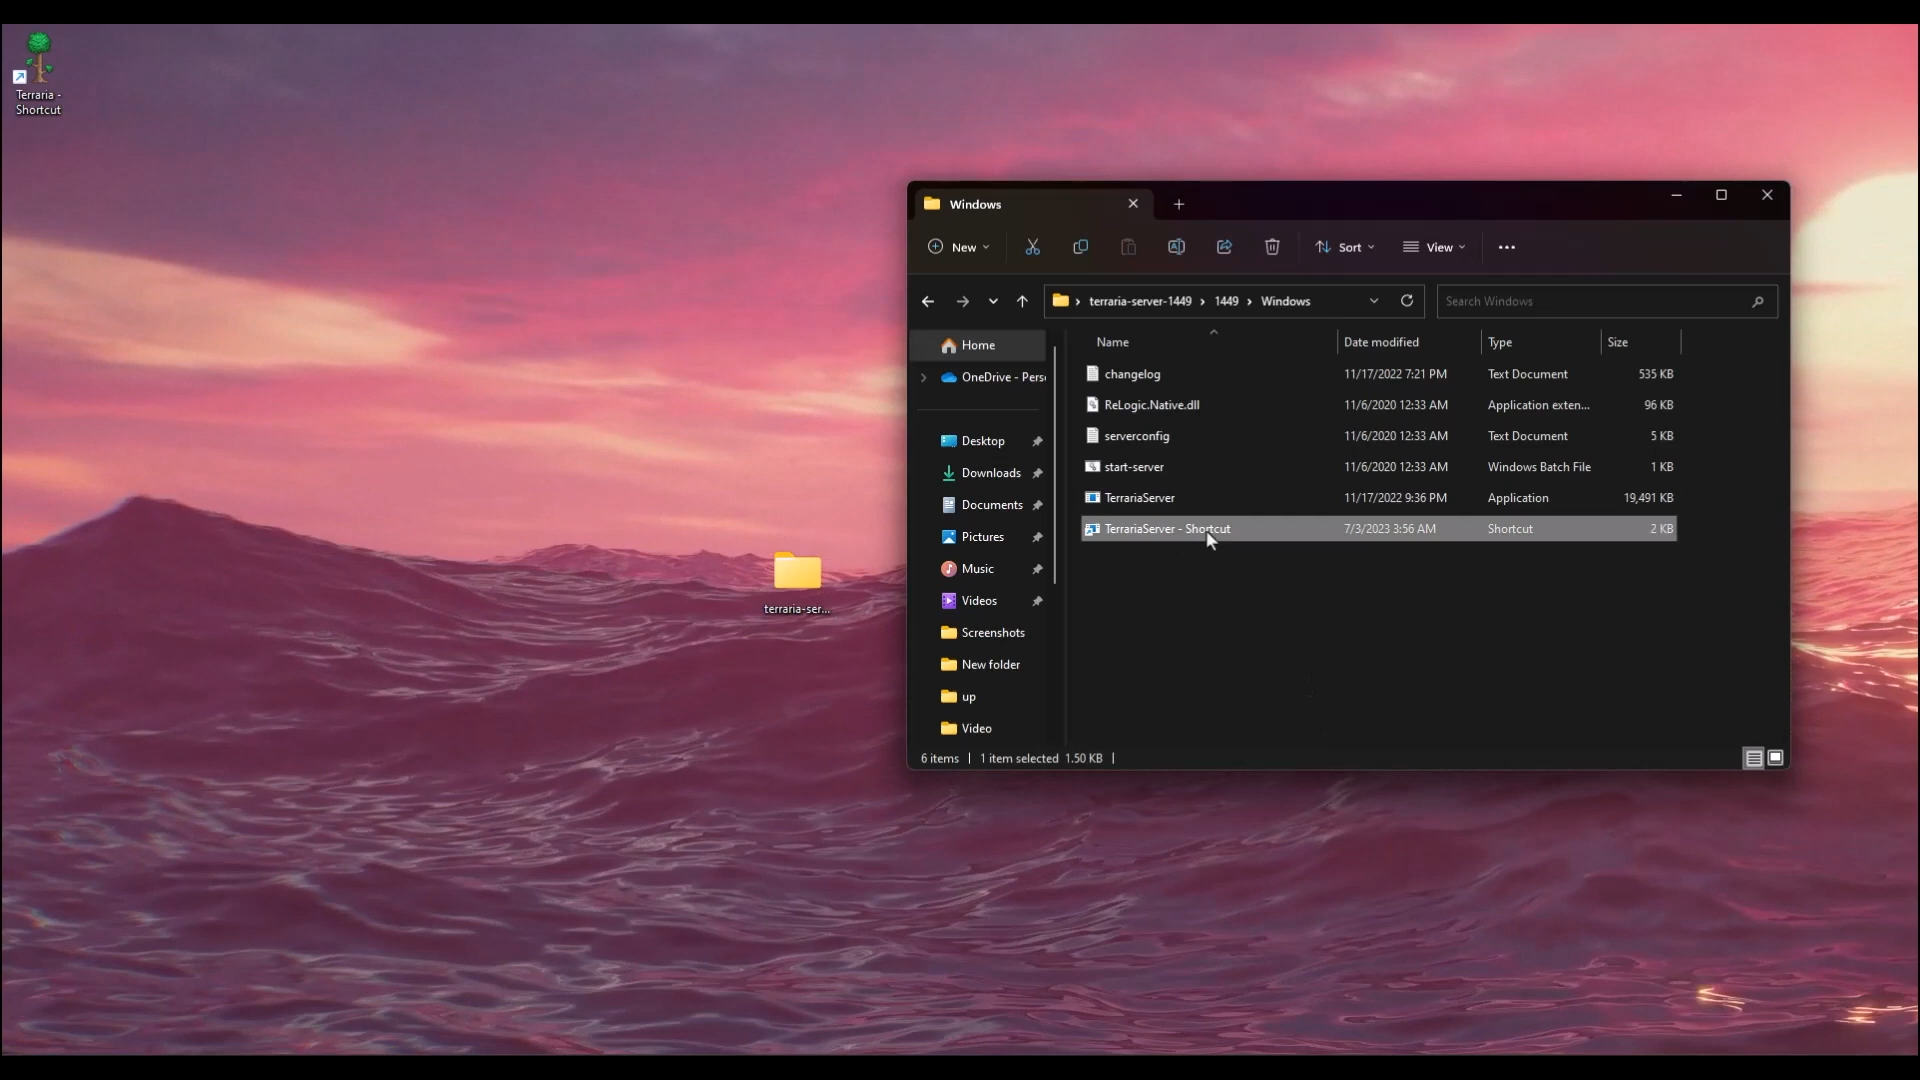 Terraria -
Shortcut
terraria-ser...
Windows
New
Sort
View
terraria-server-1449 1449 Windows
Search Windows
Home
OneDrive - Pers
Desktop
Downloads
Documents
Pictures
Music
Videos
Screenshots
New folder
up
Video
Name Date modified Type Size
changelog 11/17/2022 7:21 PM Text Document 535 KB
ReLogic.Native.dll 11/6/2020 12:33 AM Application exten... 96 KB
serverconfig 11/6/2020 12:33 AM Text Document 5 KB
start-server 11/6/2020 12:33 AM Windows Batch File 1 KB
TerrariaServer 11/17/2022 9:36 PM Application 19,491 KB
TerrariaServer - Shortcut 7/3/2023 3:56 AM Shortcut 2 KB
6 items 1 item selected 1.50 KB